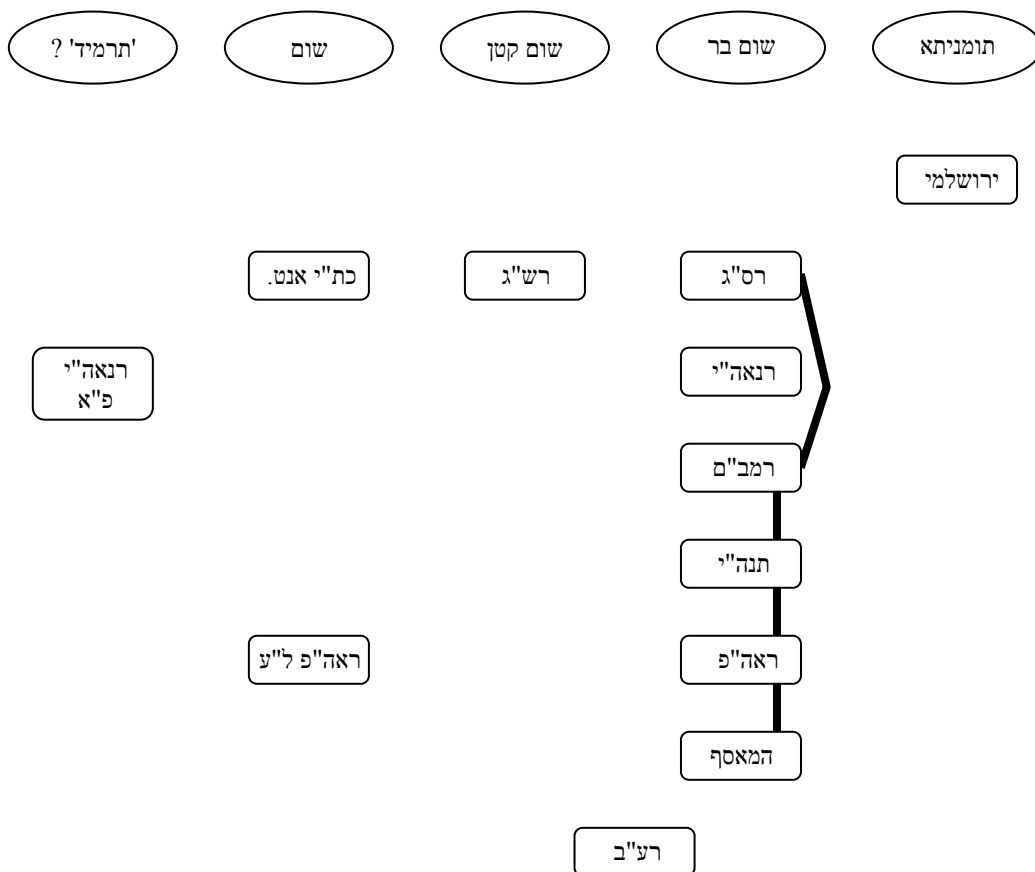 תומניתא
שום בר
שום קטן
שום
'תרמיד' ?
ירושלמי
רס"ג
רש"ג
כת"י אנט.
רנאה"י
רנאה"י
פ"א
רמב"ם
תנה"י
ראה"פ
ראה"פ ל"ע
המאסף
רע"ב